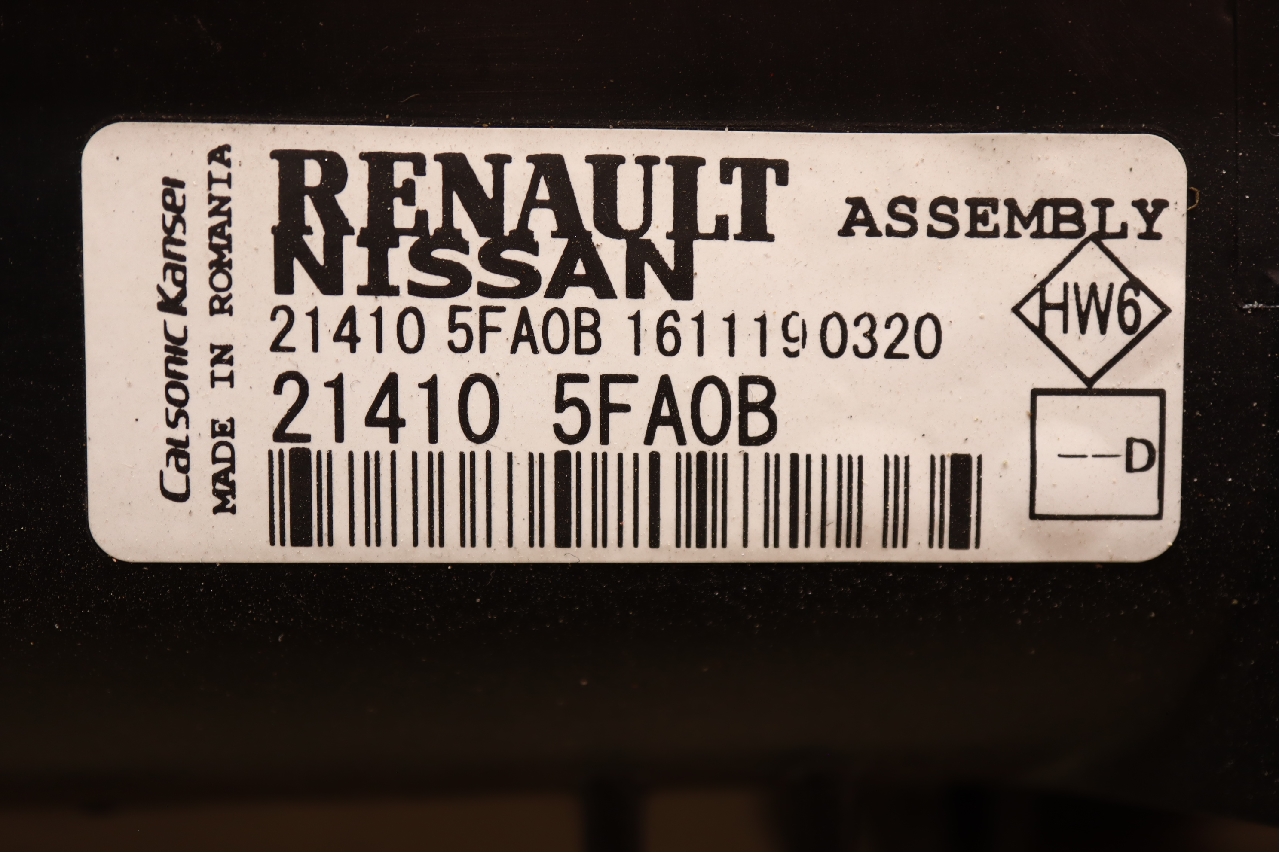 Calsonic Kansei
MADE IN ROMANIA
RENAULT
NISSAN
ASSEMBLY
HW6
21410 5FA0B 1611190320
21410 5FA0B
--D